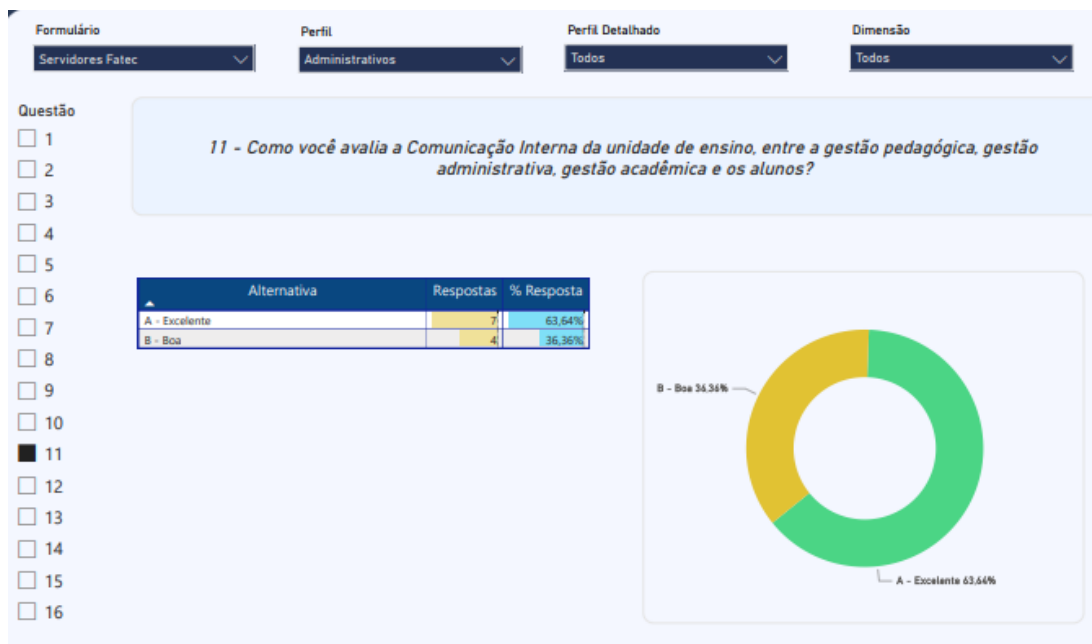 Formulário
Servidores Fatec
Perfil
Administrativos
Perfil Detalhado
Todos
Dimensão
Todos
Questão
1
2
3
4
5
6
7
8
9
10
11
12
13
14
15
16
11 - Como você avalia a Comunicação Interna da unidade de ensino, entre a gestão pedagógica, gestão
administrativa, gestão acadêmica e os alunos?
Alternativa Respostas % Resposta
A - Excelente 7 63,64%
B - Boa 4 36,36%
B - Boa 36,36%
A - Excelente 63,64%